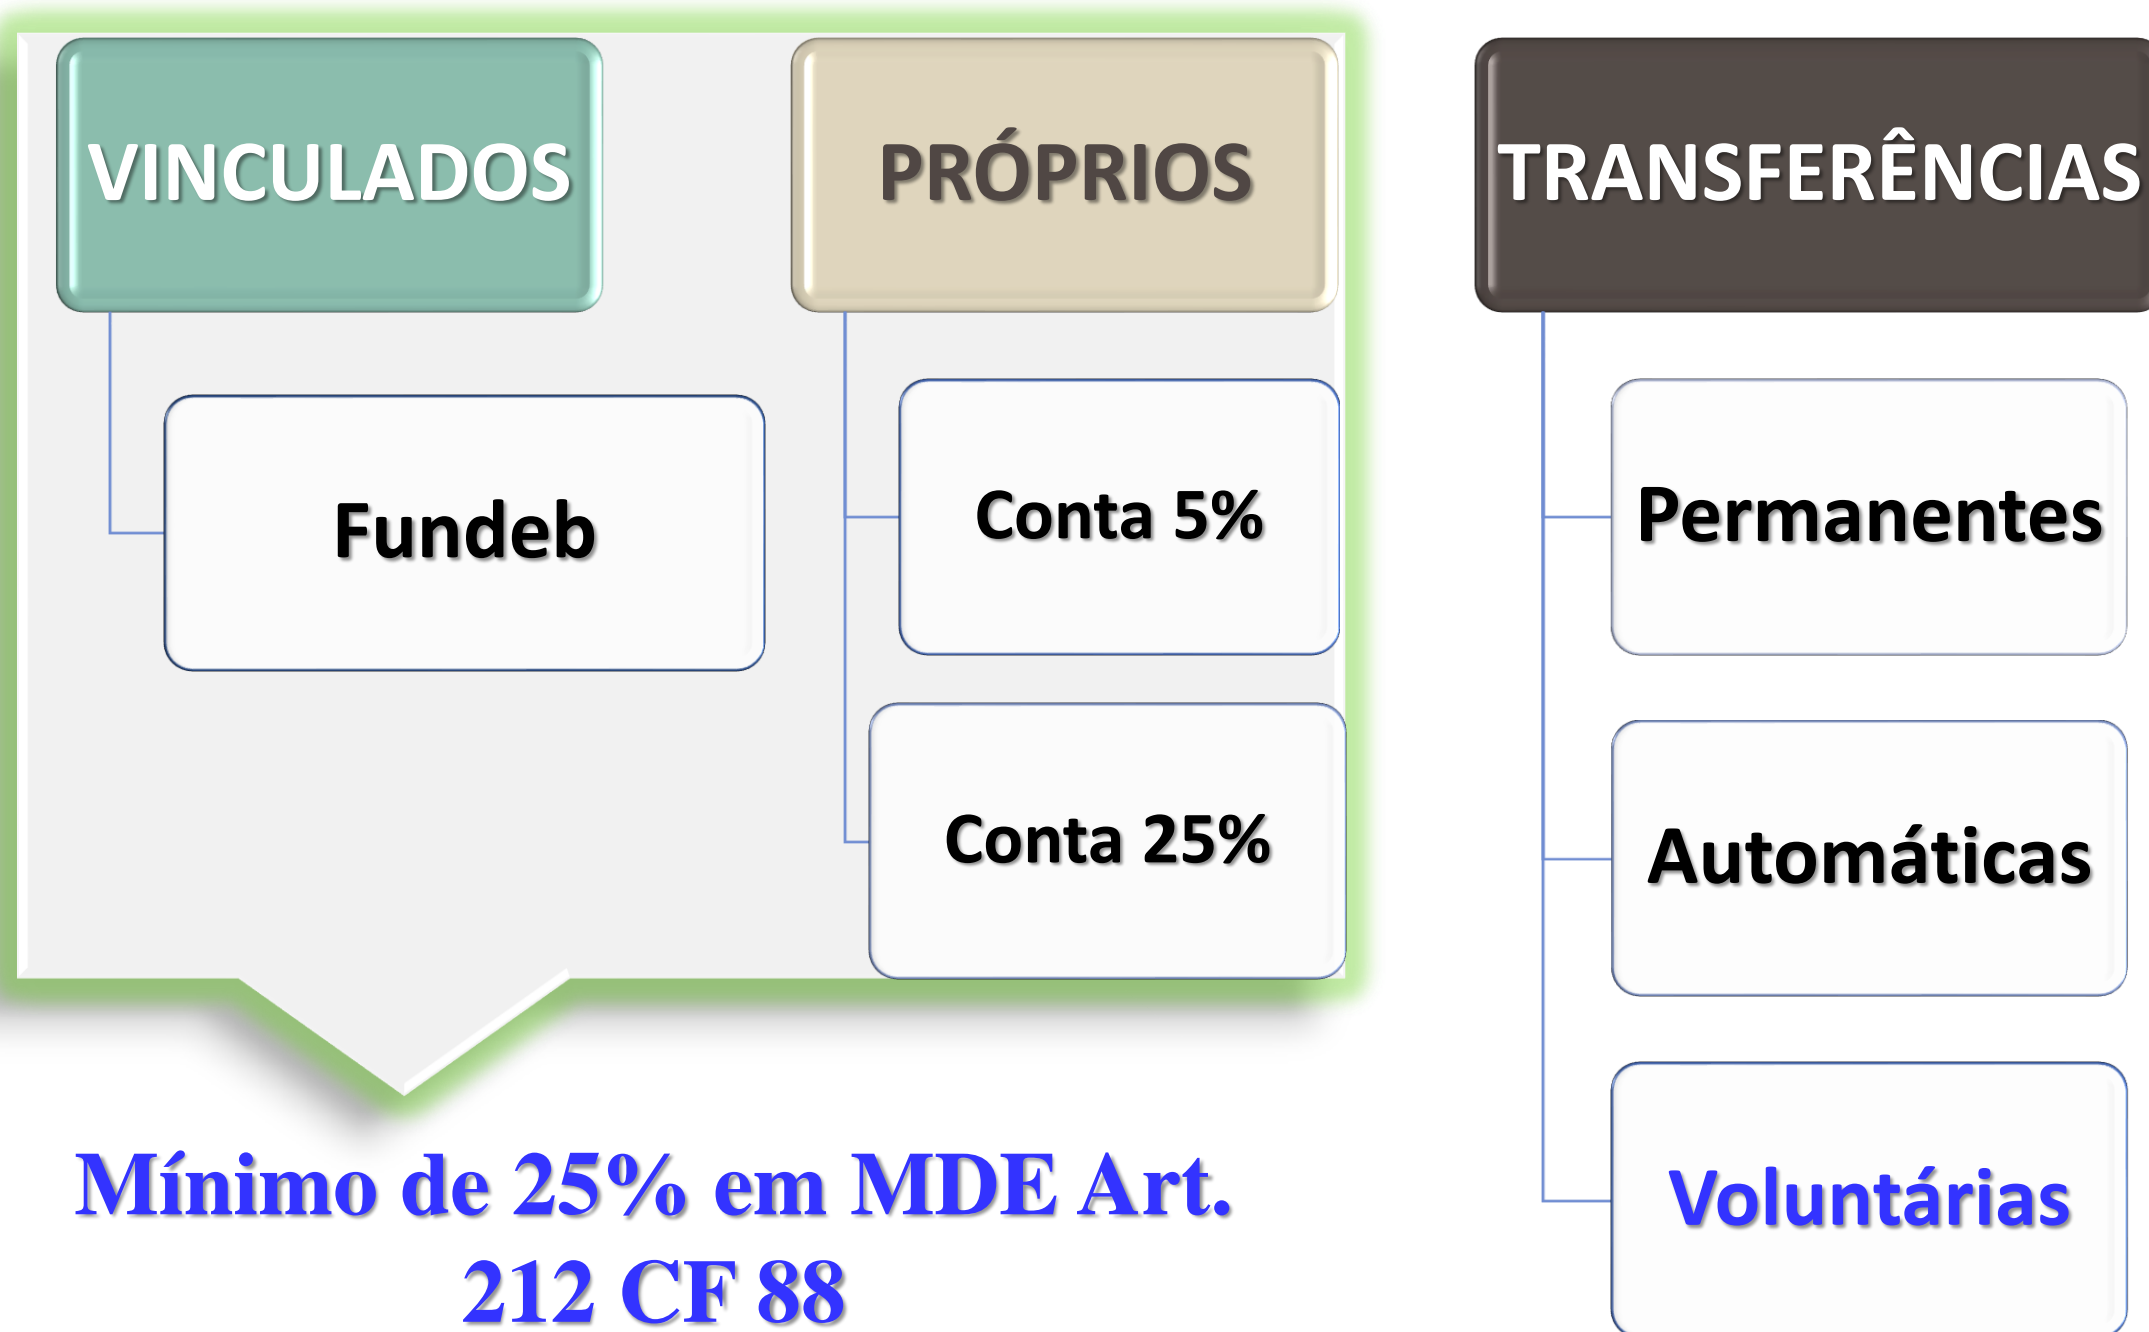 VINCULADOS
Fundeb
PRÓPRIOS
Conta 5%
Conta 25%
Mínimo de 25% em MDE Art.
212 CF 88
TRANSFERÊNCIAS
Permanentes
Automáticas
Voluntárias